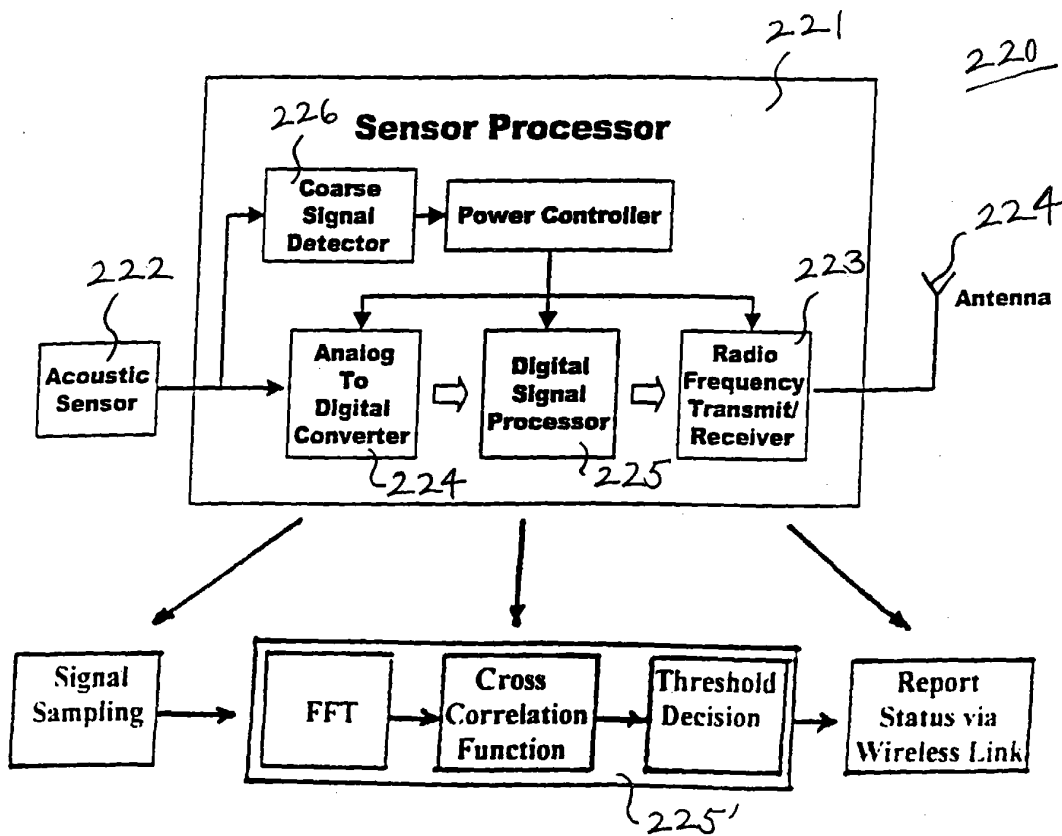 221
220
226
Sensor Processor
Coarse
Signal
Detector
Power Controller
224
222
223
Antenna
Acoustic
Sensor
Analog
To
Digital
Converter
Digital
Signal
Processor
Radio
Frequency
Transmit/
Receiver
224
225
Signal
Sampling
FFT
Cross
Correlation
Function
Threshold
Decision
Report
Status via
Wireless Link
225'